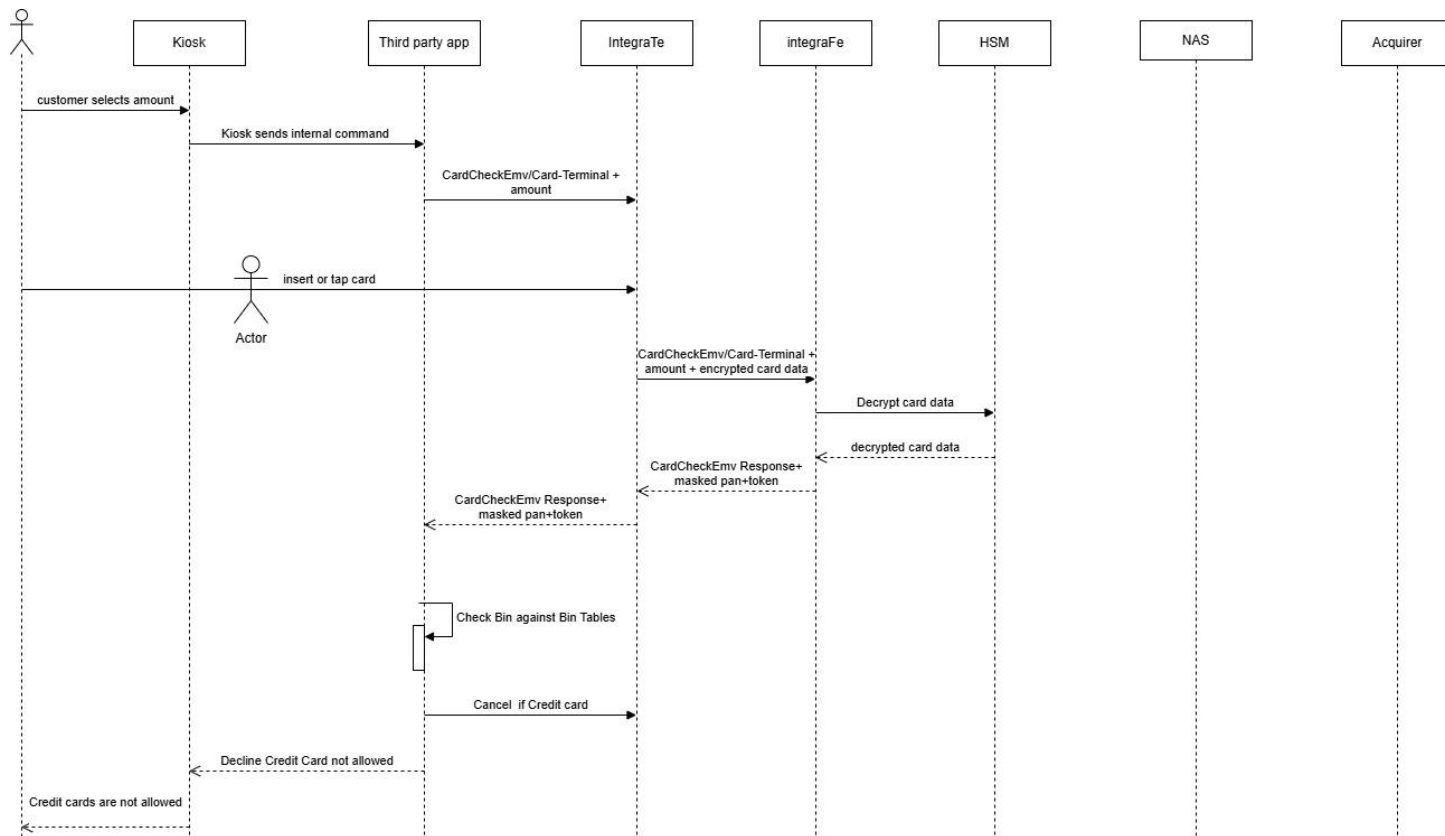 Kiosk
Third party app
IntegraTe
integraFe
HSM
NAS
Acquirer
customer selects amount
Kiosk sends internal command
CardCheckEmv/Card-Terminal +
amount
insert or tap card
Actor
CardCheckEmv/Card-Terminal +
amount + encrypted card data
Decrypt card data
decrypted card data
CardCheckEmv Response+
masked pan+token
CardCheckEmv Response+
masked pan+token
Check Bin against Bin Tables
Cancel if Credit card
Decline Credit Card not allowed
Credit cards are not allowed